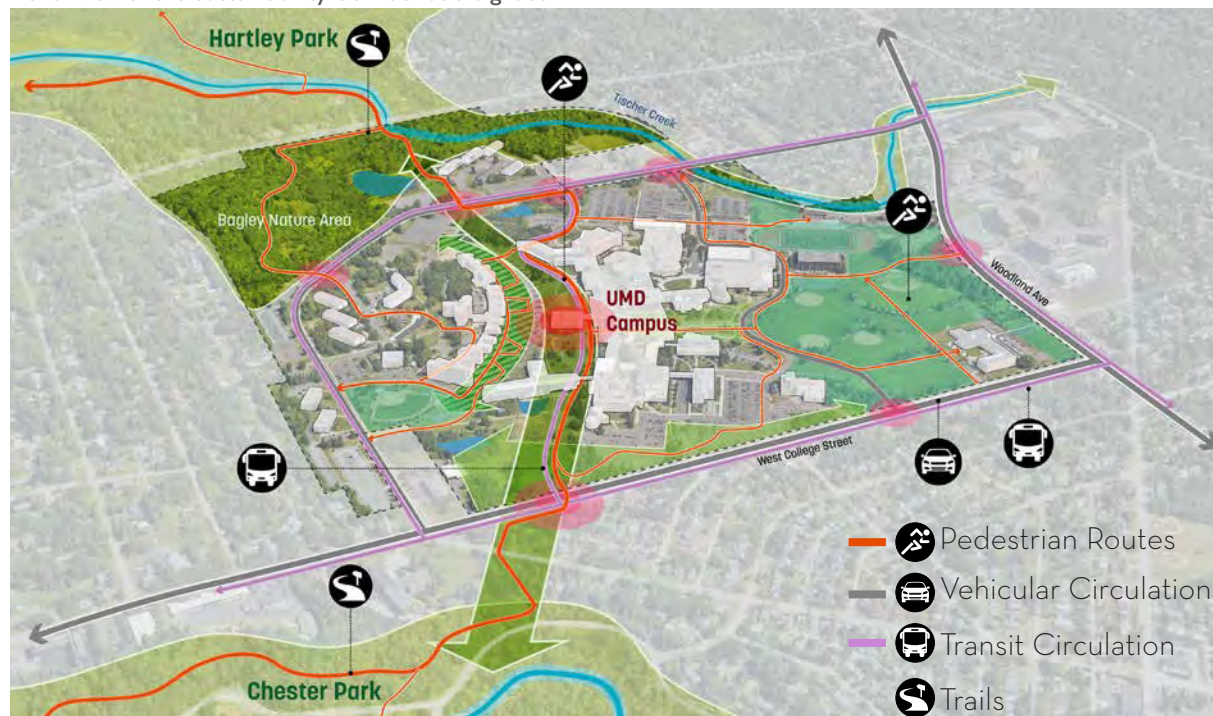 Hartley Park
Tischer Creek
Bagley Nature Area
UMD
Campus
Woodland Ave
West College Street
Chester Park
Pedestrian Routes
Vehicular Circulation
Transit Circulation
Trails